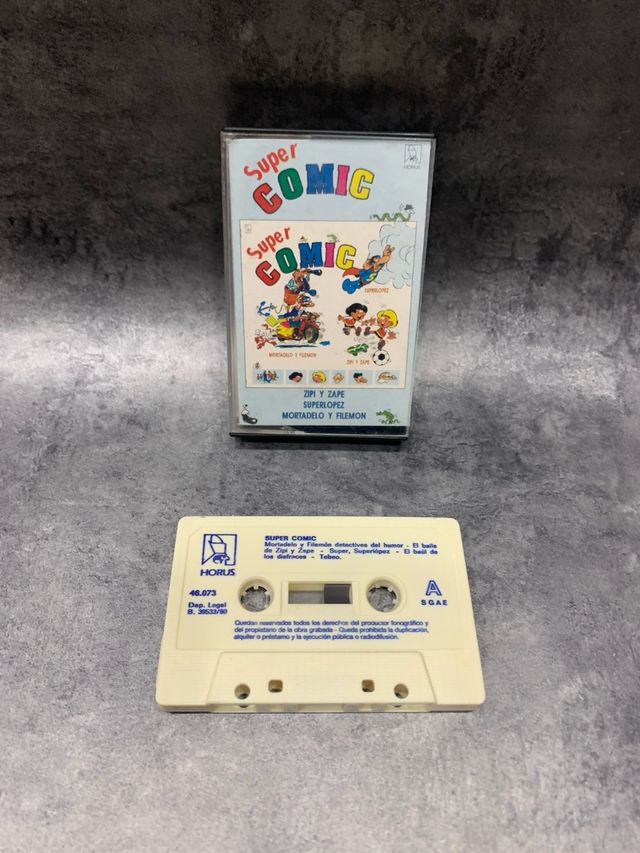 Super
COMIC
HORUS
Super
COMIC
SUPERLOPEZ
MORTADELO Y FILEMON
ZIPI Y ZAPE
ZIPI Y ZAPE
SUPERLOPEZ
MORTADELO Y FILEMON
SUPER COMIC
Mortadelo y Filemón detectives del humor - El baile
de Zipi y Zape - Super, Superlópez - El baúl de
los disfraces - Tebeo.
HORUS
46.073
Dep. Legal
B. 39533/80
A
SGAE
Quedan reservados todos los derechos del productor fonográfico y
del propietario de la obra grabada - Queda prohibida la duplicación,
alquiler o préstamo y la ejecución pública o radiodifusión.